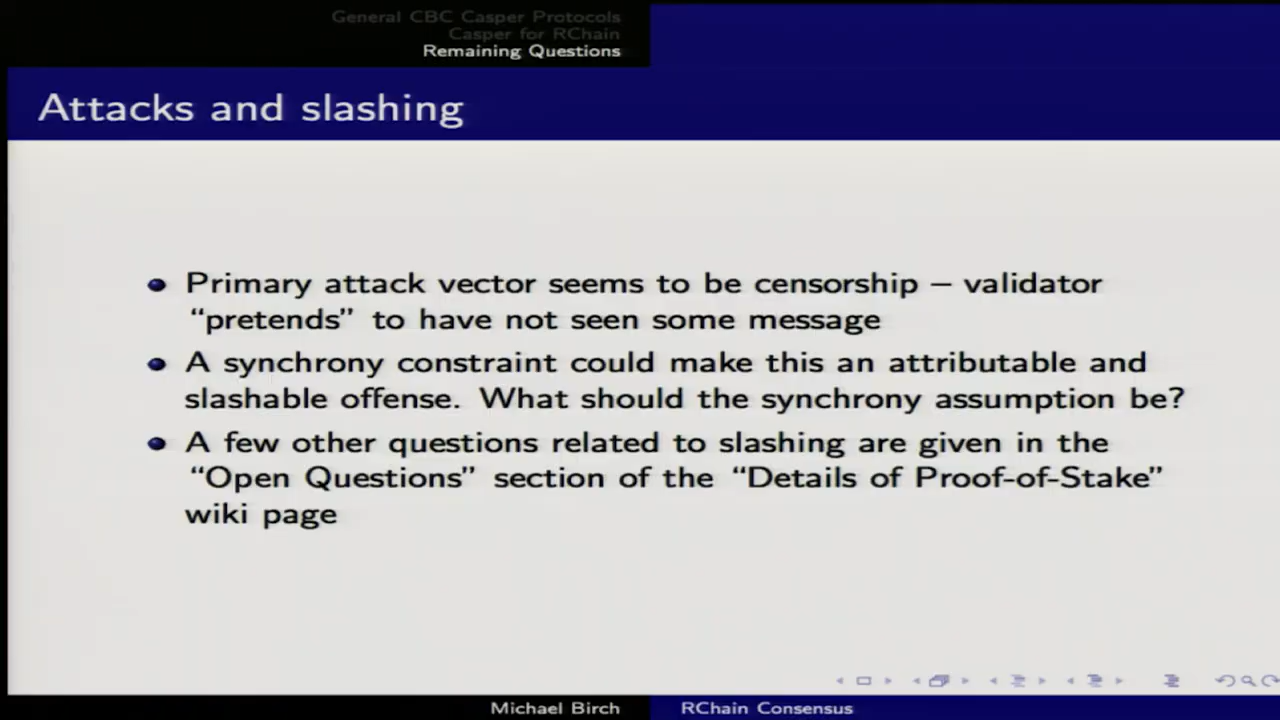 General CBC Casper Protocols
Casper for RChain
Remaining Questions
Attacks and slashing
Primary attack vector seems to be censorship – validator
“pretends” to have not seen some message
A synchrony constraint could make this an attributable and
slashable offense. What should the synchrony assumption be?
A few other questions related to slashing are given in the
“Open Questions” section of the “Details of Proof-of-Stake”
wiki page
Michael Birch
RChain Consensus